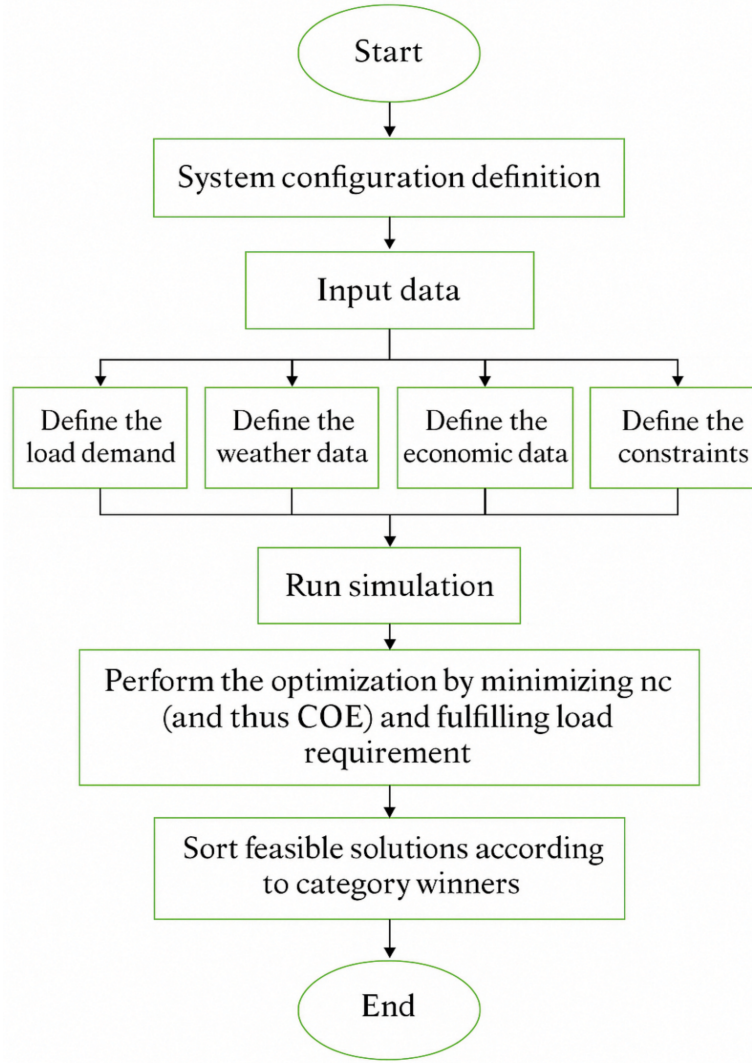 Start
System configuration definition
Input data
Define the
load demand
Define the
weather data
Define the
economic data
Define the
constraints
Run simulation
Perform the optimization by minimizing nc
(and thus COE) and fulfilling load
requirement
Sort feasible solutions according
to category winners
End